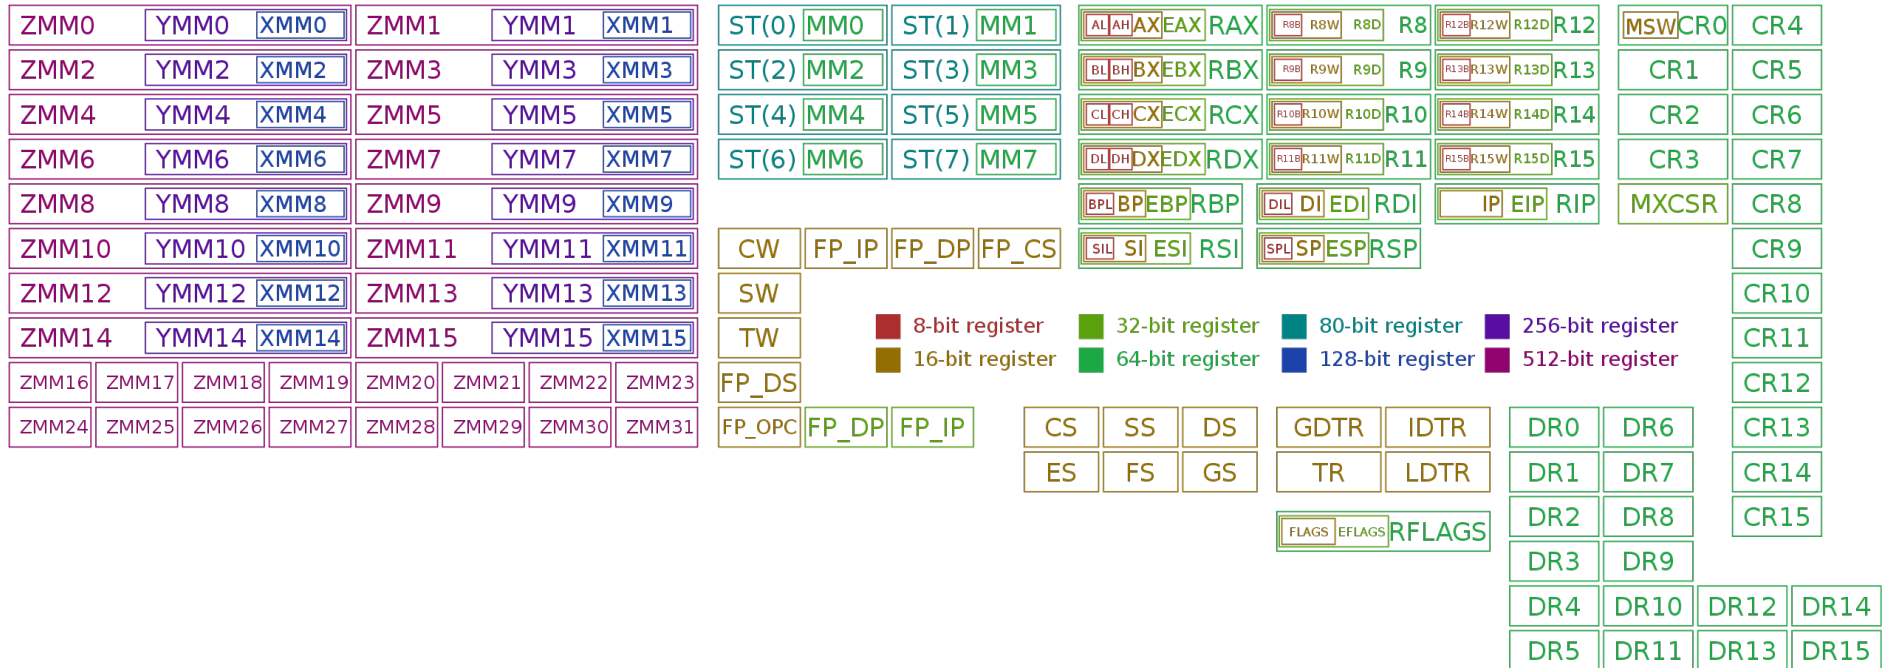 ZMM0 YMM0 XMM0 ZMM1 YMM1 XMM1 ST(0) MM0 ST(1) MM1 AL AH AX EAX RAX R8B R8W R8D R8 R12B R12W R12D R12 MSW CR0 CR4
ZMM2 YMM2 XMM2 ZMM3 YMM3 XMM3 ST(2) MM2 ST(3) MM3 BL BH BX EBX RBX R9B R9W R9D R9 R13B R13W R13D R13 CR1 CR5
ZMM4 YMM4 XMM4 ZMM5 YMM5 XMM5 ST(4) MM4 ST(5) MM5 CL CH CX ECX RCX R10B R10W R10D R10 R14B R14W R14D R14 CR2 CR6
ZMM6 YMM6 XMM6 ZMM7 YMM7 XMM7 ST(6) MM6 ST(7) MM7 DL DH DX EDX RDX R11B R11W R11D R11 R15B R15W R15D R15 CR3 CR7
ZMM8 YMM8 XMM8 ZMM9 YMM9 XMM9 BPL BP EBP RBP DIL DI EDI RDI IP EIP RIP MXCSR CR8
ZMM10 YMM10 XMM10 ZMM11 YMM11 XMM11 CW FP_IP FP_DP FP_CS SIL SI ESI RSI SPL SP ESP RSP CR9
ZMM12 YMM12 XMM12 ZMM13 YMM13 XMM13 SW CR10
ZMM14 YMM14 XMM14 ZMM15 YMM15 XMM15 TW 8-bit register 32-bit register 80-bit register 256-bit register CR11
16-bit register 64-bit register 128-bit register 512-bit register
ZMM16 ZMM17 ZMM18 ZMM19 ZMM20 ZMM21 ZMM22 ZMM23 FP_DS CR12
ZMM24 ZMM25 ZMM26 ZMM27 ZMM28 ZMM29 ZMM30 ZMM31 FP_OPC FP_DP FP_IP CS SS DS GDTR IDTR DR0 DR6 CR13
ES FS GS TR LDTR DR1 DR7 CR14
FLAGS EFLAGS RFLAGS DR2 DR8 CR15
DR3 DR9
DR4 DR10 DR12 DR14
DR5 DR11 DR13 DR15